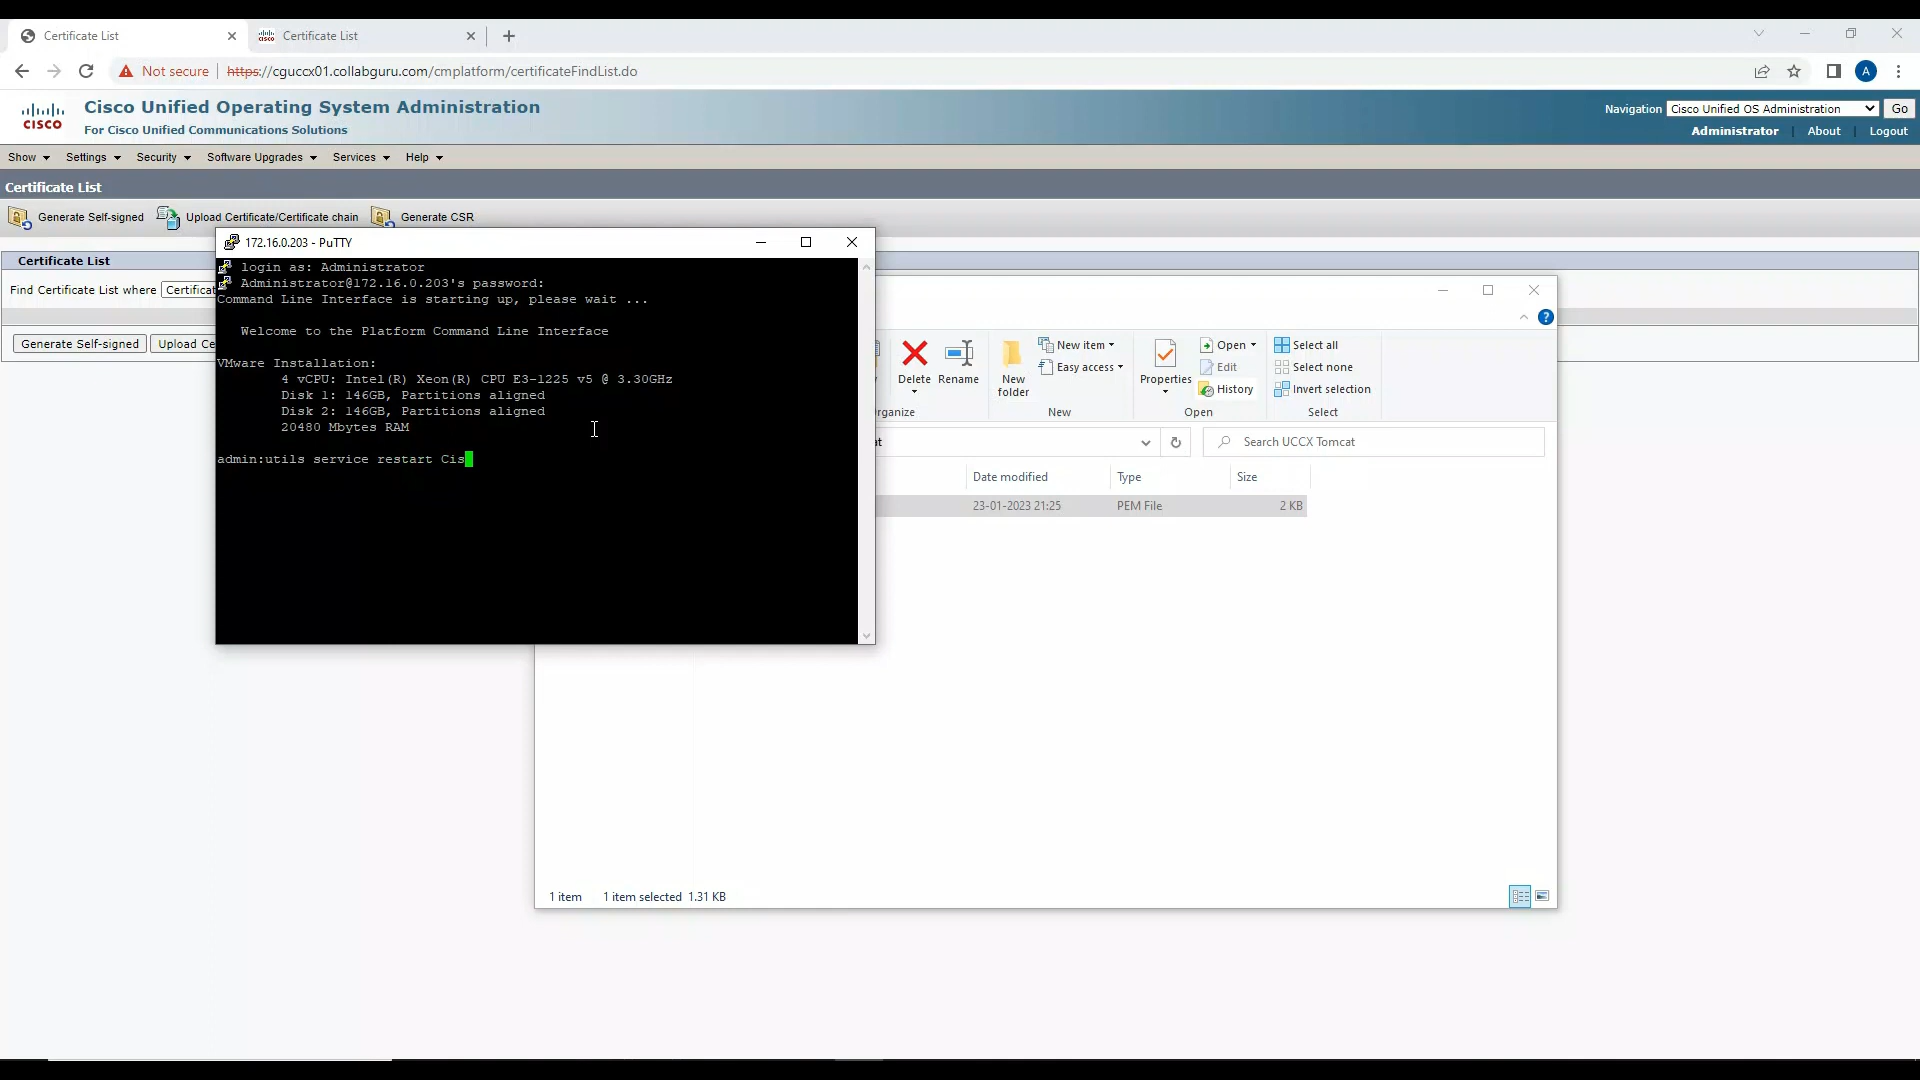 Certificate List
Certificate List
Not secure
https://cguccx01.collabguru.com/cmplatform/certificateFindList.do
A
CISCO
Cisco Unified Operating System Administration
For Cisco Unified Communications Solutions
Navigation Cisco Unified OS Administration Go
Administrator | About | Logout
Show Settings Security Software Upgrades Services Help
Certificate List
Generate Self-signed Upload Certificate/Certificate chain Generate CSR
Certificate List
Find Certificate List where Certificat
Generate Self-signed Upload Ce
172.16.0.203 - PuTTY
login as: Administrator
Administrator@172.16.0.203's password:
Command Line Interface is starting up, please wait ...
Welcome to the Platform Command Line Interface
VMware Installation:
4 vCPU: Intel(R) Xeon(R) CPU E3-1225 v5 @ 3.30GHz
Disk 1: 146GB, Partitions aligned
Disk 2: 146GB, Partitions aligned
20480 Mbytes RAM
admin:utils service restart Cis
Delete
Rename
New folder
New item
Easy access
New
Properties
Open
Edit
History
Open
Select all
Select none
Invert selection
Select
rganize
at
Search UCCX Tomcat
Date modified Type Size
23-01-2023 21:25 PEM File 2 KB
1 item 1 item selected 1.31 KB